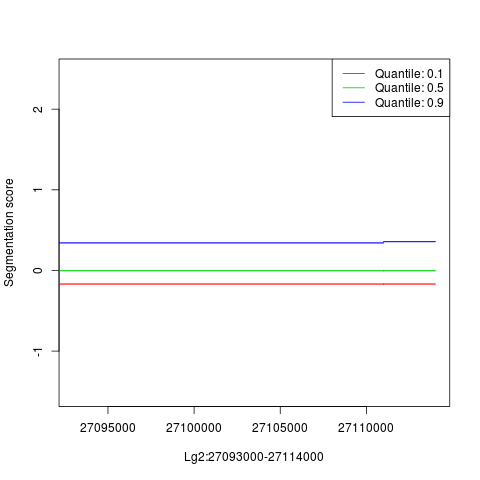 Quantile: 0.1
Quantile: 0.5
Quantile: 0.9
2
1
0
-1
Segmentation score
27095000 27100000 27105000 27110000
Lg2:27093000-27114000